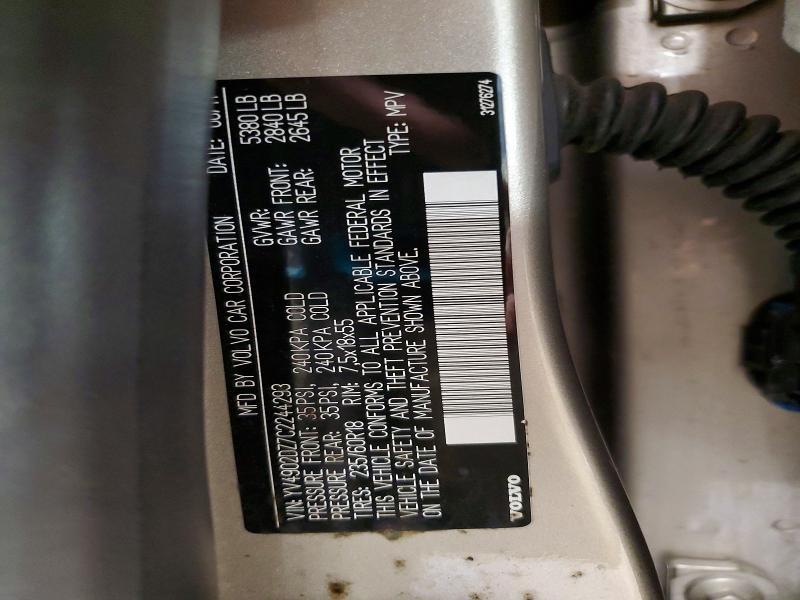 MFD BY VOLVO CAR CORPORATION DATE:
GVWR: 5380 LB
GAWR FRONT: 2840 LB
GAWR REAR: 2645 LB
VIN: YV4902DZ7C2244293
PRESSURE FRONT: 35PSI, 240KPA COLD
PRESSURE REAR: 35PSI, 240KPA COLD
TIRES: 235/60R18 RIM: 7,5x18x55
THIS VEHICLE CONFORMS TO ALL APPLICABLE FEDERAL MOTOR
VEHICLE SAFETY AND THEFT PREVENTION STANDARDS IN EFFECT
ON THE DATE OF MANUFACTURE SHOWN ABOVE. TYPE: MPV
VOLVO
31276274